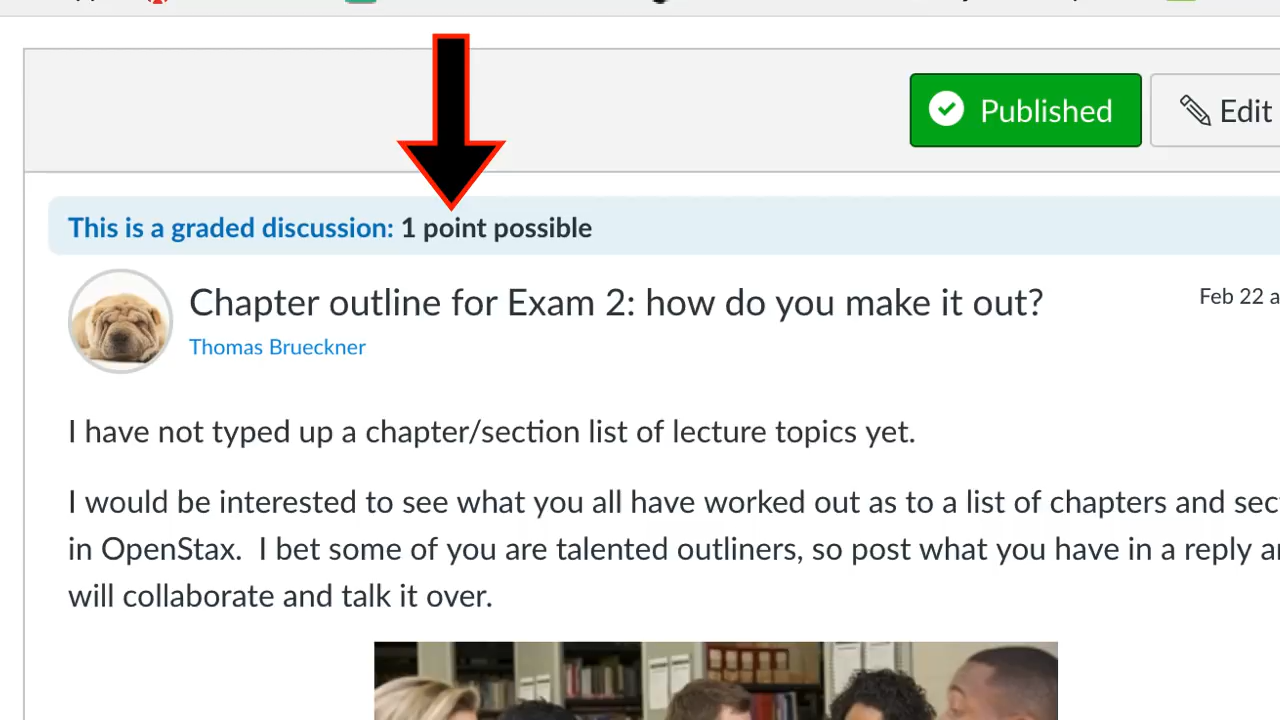 Published
Edit
This is a graded discussion: 1 point possible
Chapter outline for Exam 2: how do you make it out?
Feb 22 a
Thomas Brueckner
I have not typed up a chapter/section list of lecture topics yet.
I would be interested to see what you all have worked out as to a list of chapters and sec
in OpenStax. I bet some of you are talented outliners, so post what you have in a reply a
will collaborate and talk it over.